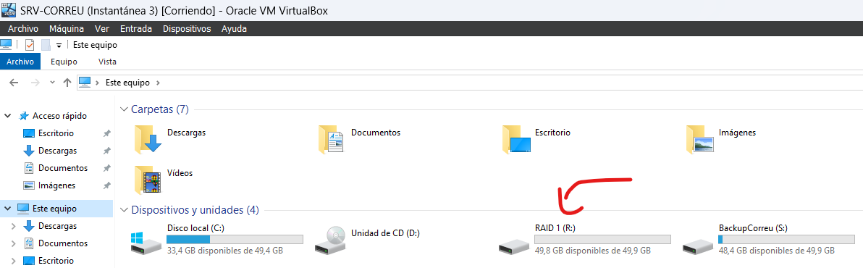 SRV-CORREU (Instantánea 3) [Corriendo] - Oracle VM VirtualBox
Archivo Máquina Ver Entrada Dispositivos Ayuda
Este equipo
Archivo Equipo Vista
Este equipo
Acceso rápido
Escritorio
Descargas
Documentos
Imágenes
Este equipo
Descargas
Documentos
Escritorio
Carpetas (7)
Descargas
Documentos
Escritorio
Imágenes
Vídeos
Dispositivos y unidades (4)
Disco local (C:)
33,4 GB disponibles de 49,4 GB
Unidad de CD (D:)
RAID 1 (R:)
49,8 GB disponibles de 49,9 GB
BackupCorreu (S:)
48,4 GB disponibles de 49,9 GB